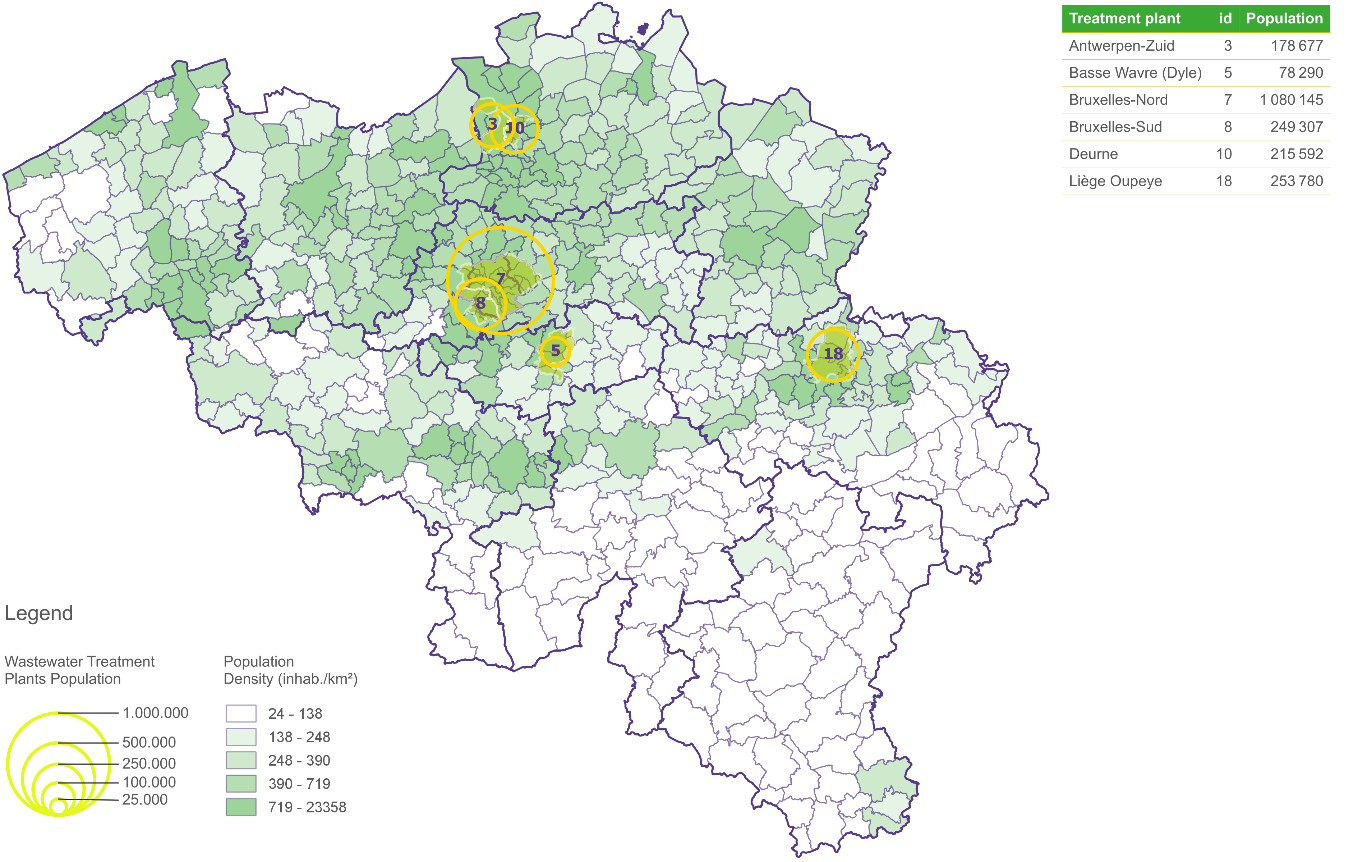 Treatment plant id Population
Antwerpen-Zuid 3 178 677
Basse Wavre (Dyle) 5 78 290
Bruxelles-Nord 7 1 080 145
Bruxelles-Sud 8 249 307
Deurne 10 215 592
Liège Oupeye 18 253 780
3
10
7
8
5
18
Legend
Wastewater Treatment
Plants Population
1.000.000
500.000
250.000
100.000
25.000
Population
Density (inhab./km²)
24 - 138
138 - 248
248 - 390
390 - 719
719 - 23358